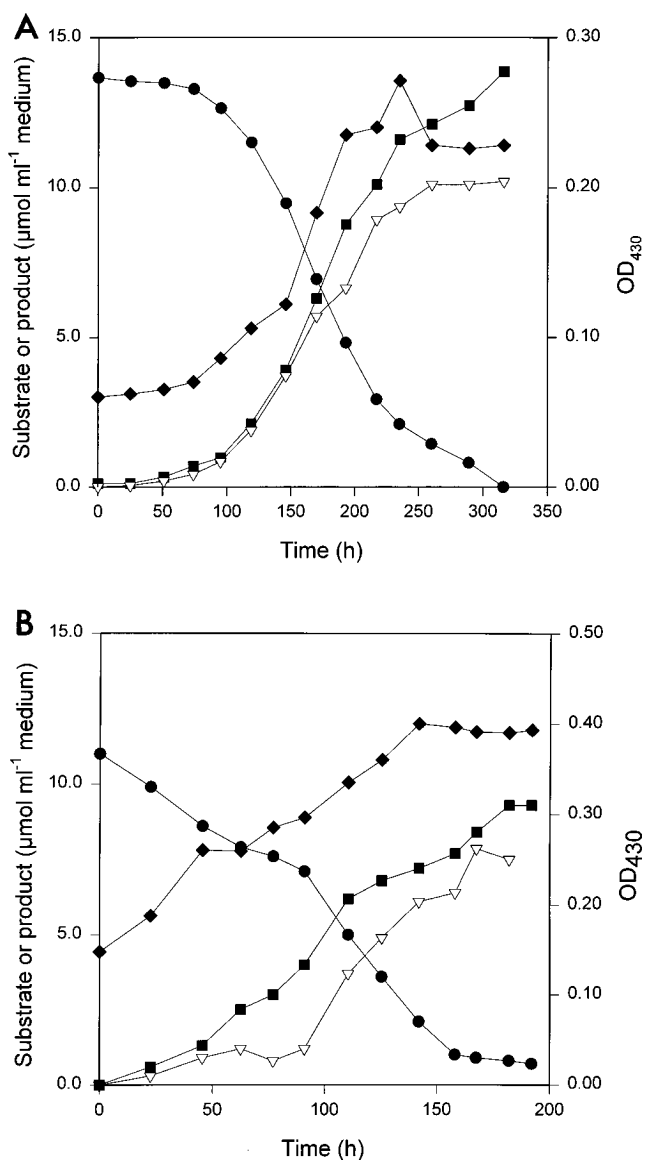 A
Substrate or product (μmol ml⁻¹ medium)
15.0
10.0
5.0
0.0
0.30
0.20
0.10
0.00
OD₄₃₀
0 50 100 150 200 250 300 350
Time (h)
B
Substrate or product (μmol ml⁻¹ medium)
15.0
10.0
5.0
0.0
0.50
0.40
0.30
0.20
0.10
0.00
OD430
0 50 100 150 200
Time (h)